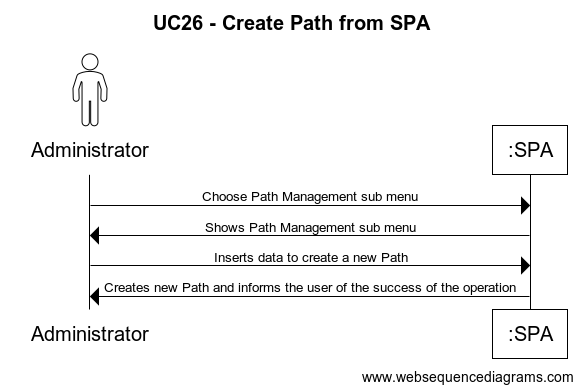 UC26 - Create Path from SPA
Administrator
:SPA
Choose Path Management sub menu
Shows Path Management sub menu
Inserts data to create a new Path
Creates new Path and informs the user of the success of the operation
Administrator
:SPA
www.websequencediagrams.com